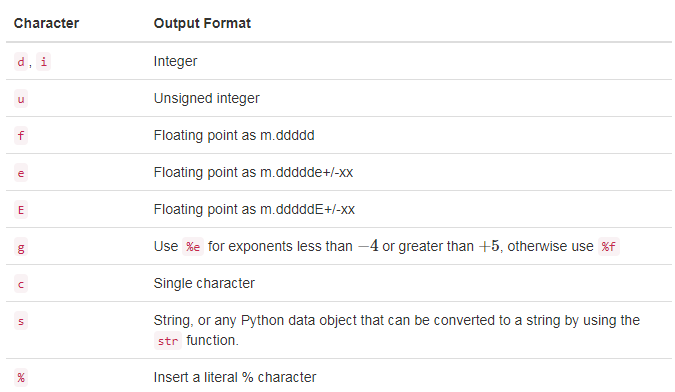 Character Output Format
d, i Integer
u Unsigned integer
f Floating point as m.ddddd
e Floating point as m.ddddde+/-xx
E Floating point as m.dddddE+/-xx
g Use %e for exponents less than −4 or greater than +5, otherwise use %f
c Single character
s String, or any Python data object that can be converted to a string by using the
str function.
% Insert a literal % character